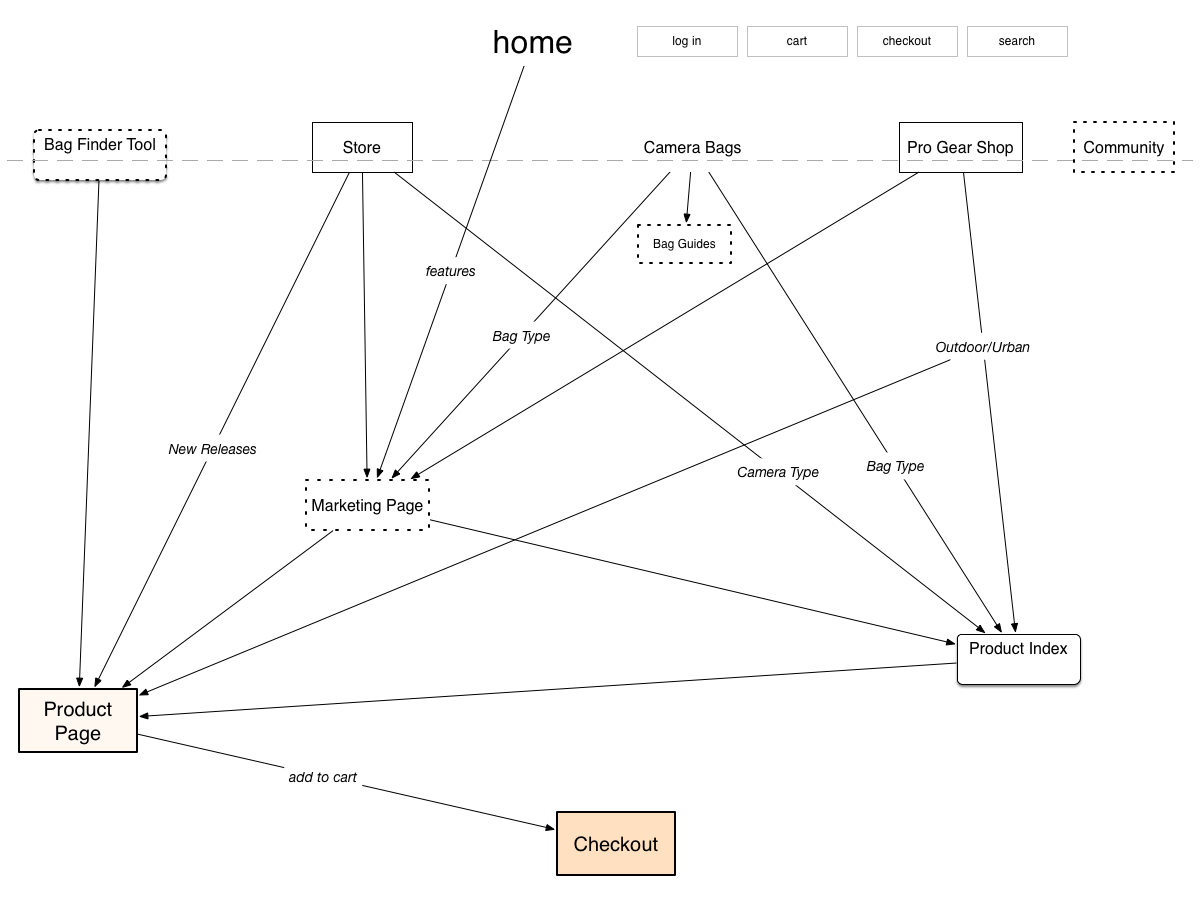 home
log in
cart
checkout
search
Bag Finder Tool
Store
Camera Bags
Pro Gear Shop
Community
Bag Guides
features
Bag Type
Outdoor/Urban
New Releases
Camera Type
Bag Type
Marketing Page
Product Index
Product
Page
add to cart
Checkout